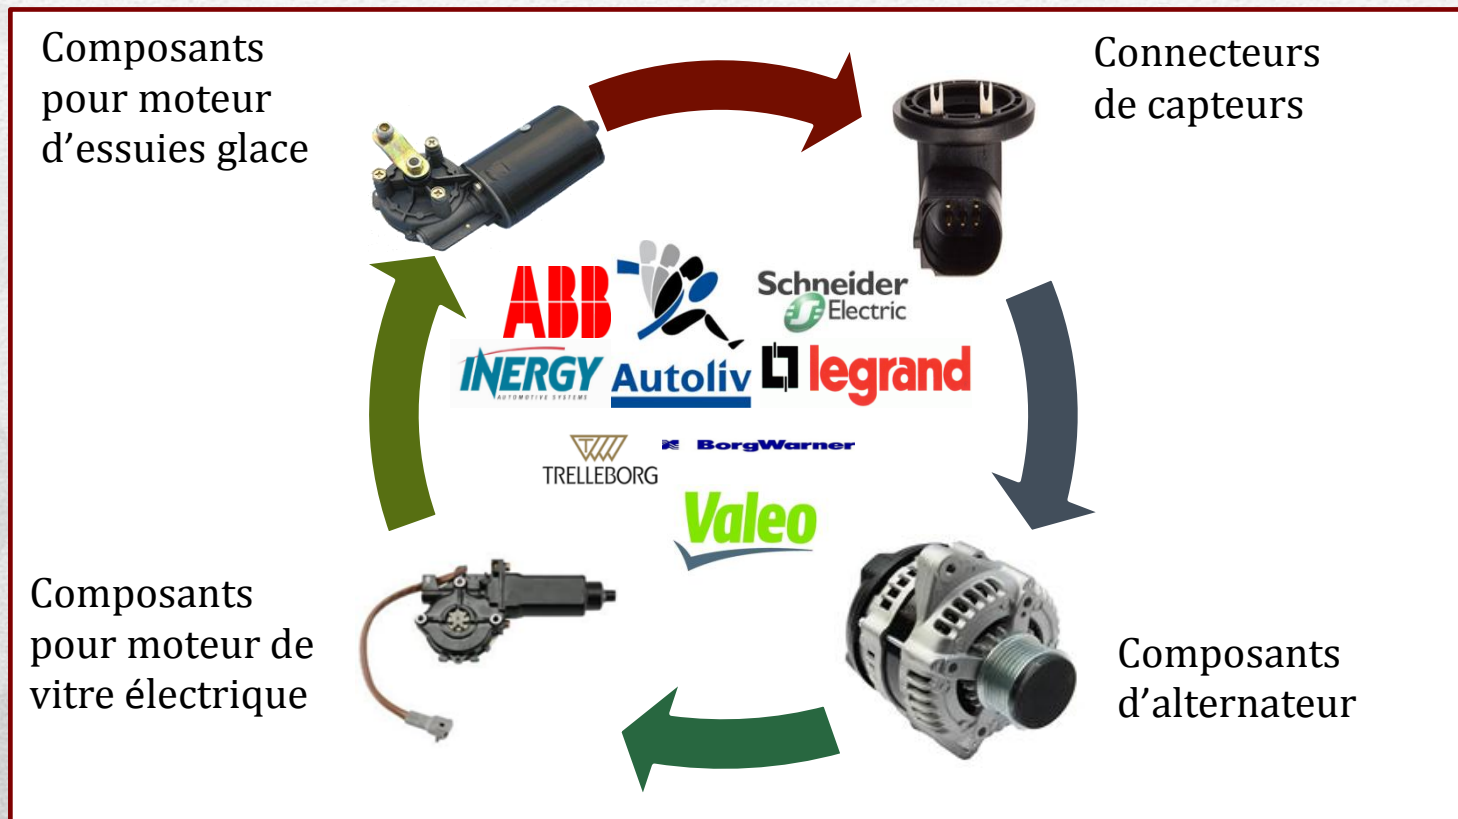 Composants
pour moteur
d’essuies glace
Connecteurs
de capteurs
ABB
Schneider
Electric
INERGY
AUTOMOTIVE SYSTEMS
Autoliv
legrand
TRELLEBORG
BorgWarner
Valeo
Composants
pour moteur de
vitre électrique
Composants
d’alternateur